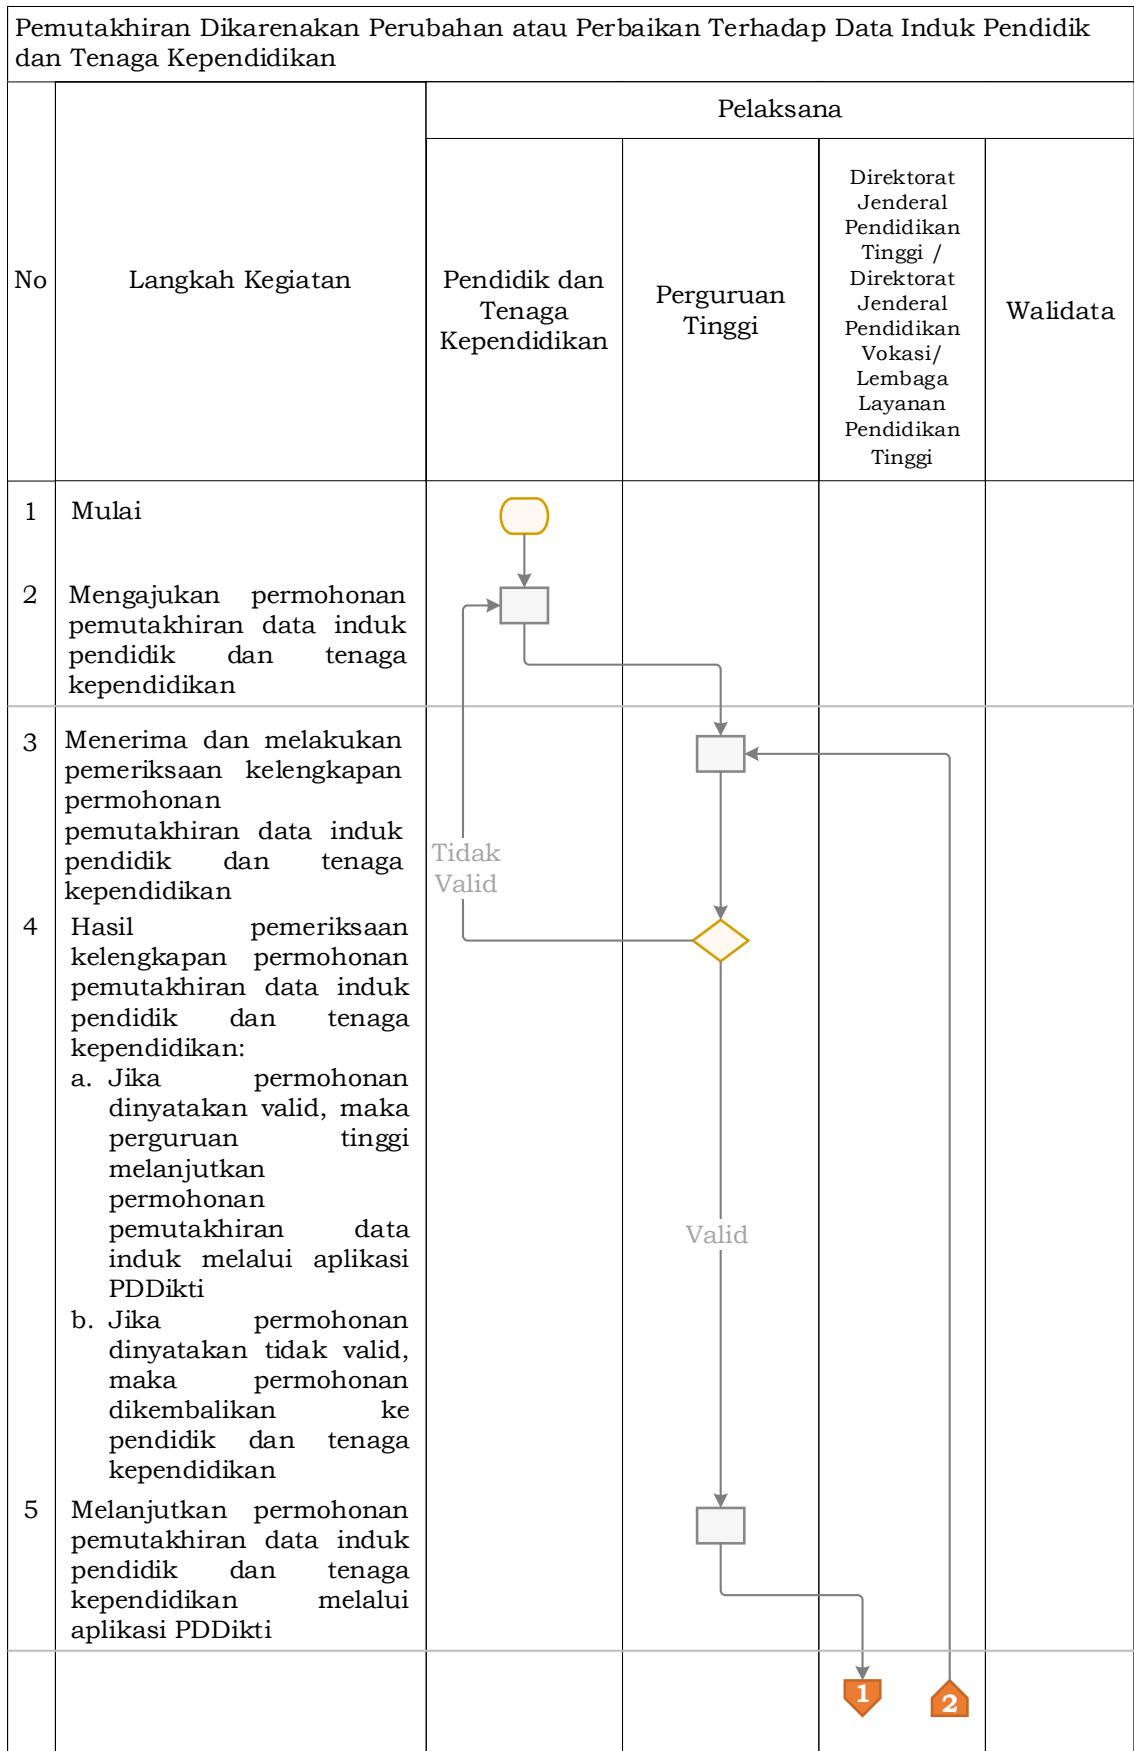 Pemutakhiran Dikarenakan Perubahan atau Perbaikan Terhadap Data Induk Pendidik
dan Tenaga Kependidikan
No
Langkah Kegiatan
Pelaksana
Pendidik dan
Tenaga
Kependidikan
Perguruan
Tinggi
Direktorat
Jenderal
Pendidikan
Tinggi /
Direktorat
Jenderal
Pendidikan
Vokasi/
Lembaga
Layanan
Pendidikan
Tinggi
Walidata
1 Mulai
2 Mengajukan permohonan
pemutakhiran data induk
pendidik dan tenaga
kependidikan
3 Menerima dan melakukan
pemeriksaan kelengkapan
permohonan
pemutakhiran data induk
pendidik dan tenaga
kependidikan
Tidak
Valid
4 Hasil pemeriksaan
kelengkapan permohonan
pemutakhiran data induk
pendidik dan tenaga
kependidikan:
a. Jika permohonan
dinyatakan valid, maka
perguruan tinggi
melanjutkan
permohonan
pemutakhiran data
induk melalui aplikasi
PDDikti
b. Jika permohonan
dinyatakan tidak valid,
maka permohonan
dikembalikan ke
pendidik dan tenaga
kependidikan
Valid
5 Melanjutkan permohonan
pemutakhiran data induk
pendidik dan tenaga
kependidikan melalui
aplikasi PDDikti
1
2